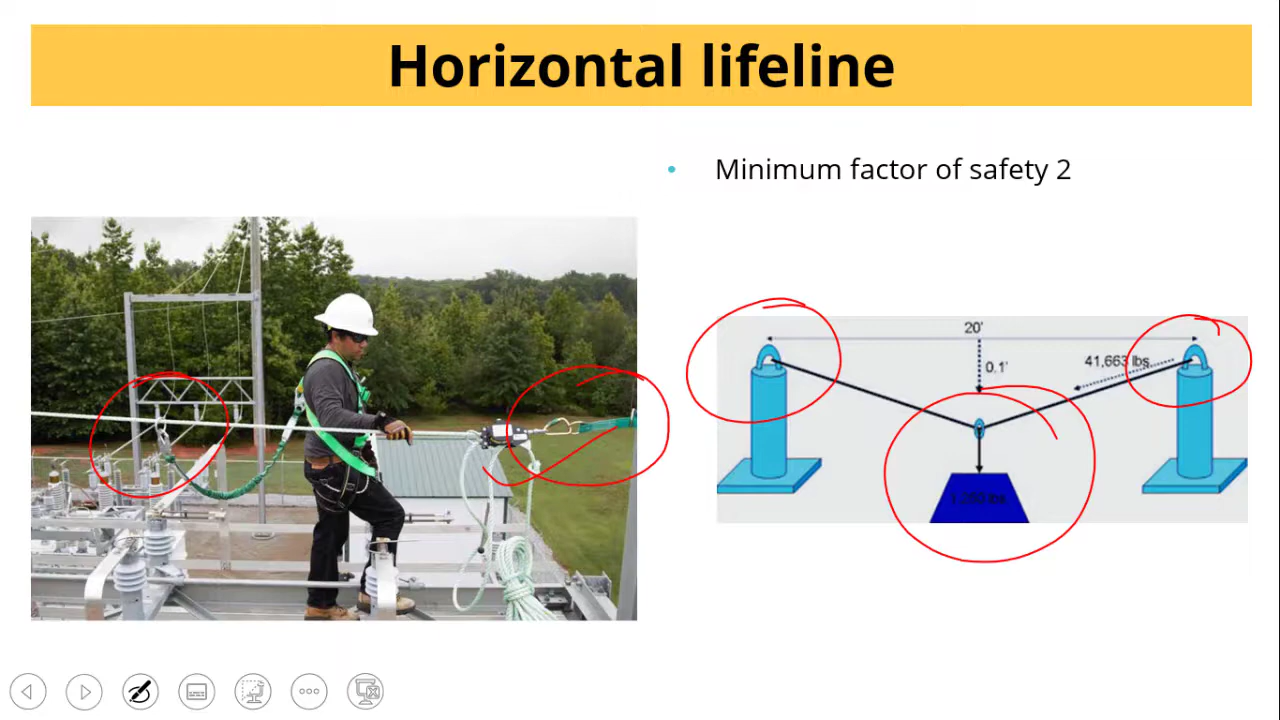 Horizontal lifeline
• Minimum factor of safety 2
20'
0.1'
41,663 lbs